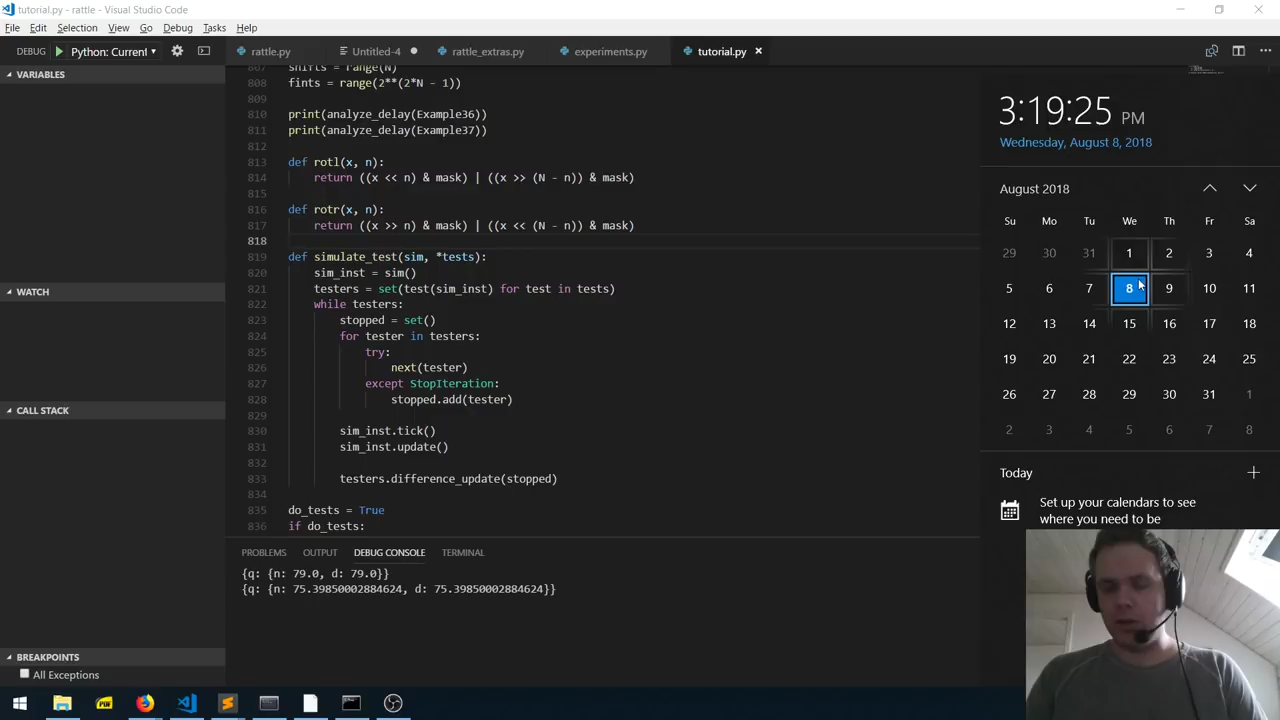 tutorial.py - rattle - Visual Studio Code
File Edit Selection View Go Debug Tasks Help
DEBUG Python: Current
rattle.py Untitled-4 rattle_extras.py experiments.py tutorial.py
VARIABLES
WATCH
CALL STACK
BREAKPOINTS
All Exceptions
807 shifts = range(N)
808 fints = range(2**(2*N - 1))
809
810 print(analyze_delay(Example36))
811 print(analyze_delay(Example37))
812
813 def rotl(x, n):
814 return ((x << n) & mask) | ((x >> (N - n)) & mask)
815
816 def rotr(x, n):
817 return ((x >> n) & mask) | ((x << (N - n)) & mask)
818
819 def simulate_test(sim, *tests):
820 sim_inst = sim()
821 testers = set(test(sim_inst) for test in tests)
822 while testers:
823 stopped = set()
824 for tester in testers:
825 try:
826 next(tester)
827 except StopIteration:
828 stopped.add(tester)
829
830 sim_inst.tick()
831 sim_inst.update()
832
833 testers.difference_update(stopped)
834
835 do_tests = True
836 if do_tests:
PROBLEMS OUTPUT DEBUG CONSOLE TERMINAL
{q: {n: 79.0, d: 79.0}}
{q: {n: 75.39850002884624, d: 75.39850002884624}}
3:19:25 PM
Wednesday, August 8, 2018
August 2018
Su Mo Tu We Th Fr Sa
29 30 31 1 2 3 4
5 6 7 8 9 10 11
12 13 14 15 16 17 18
19 20 21 22 23 24 25
26 27 28 29 30 31 1
2 3 4 5 6 7 8
Today
Set up your calendars to see
where you need to be
PDF